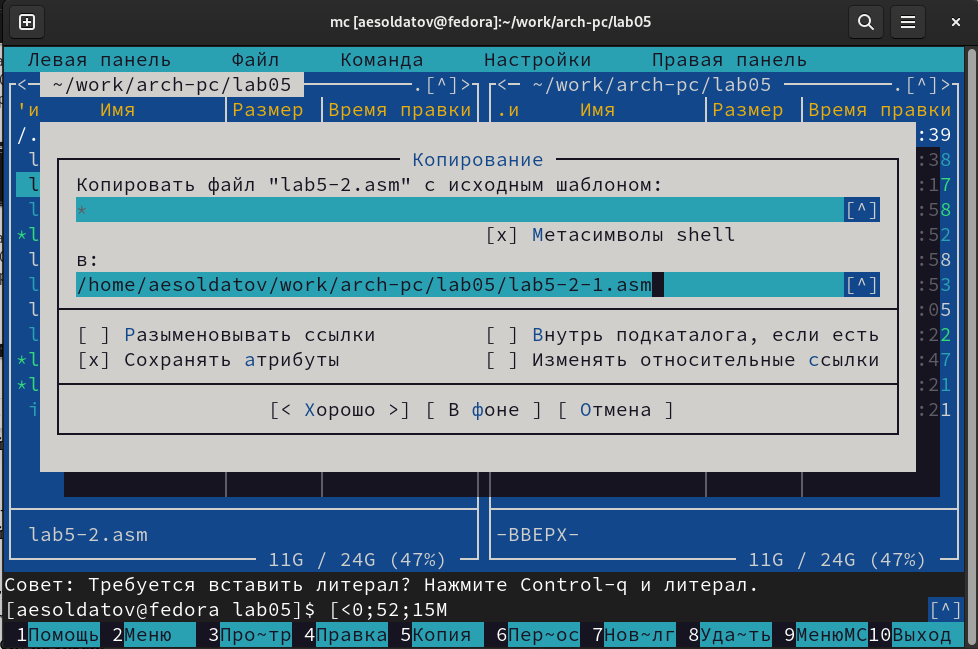 mc [aesoldatov@fedora]:~/work/arch-pc/lab05
Левая панель Файл Команда Настройки Правая панель
<— ~/work/arch-pc/lab05 .[^]> <— ~/work/arch-pc/lab05 .[^]>
'и Имя Размер Время правки .и Имя Размер Время правки
/. :39
l :38
l :17
l :58
*l :52
l :58
l :53
l :05
l :22
*l :47
*l :21
i :21
Копирование
Копировать файл "lab5-2.asm" с исходным шаблоном:
* [^]
[x] Метасимволы shell
в:
/home/aesoldatov/work/arch-pc/lab05/lab5-2-1.asm [^]
[ ] Разыменовывать ссылки [ ] Внутрь подкаталога, если есть
[x] Сохранять атрибуты [ ] Изменять относительные ссылки
[< Хорошо >] [ В фоне ] [ Отмена ]
lab5-2.asm -ВВЕРХ-
11G / 24G (47%) 11G / 24G (47%)
Совет: Требуется вставить литерал? Нажмите Control-q и литерал.
[aesoldatov@fedora lab05]$ [<0;52;15M [^]
1Помощь 2Меню 3Про~тр 4Правка 5Копия 6Пер~ос 7Нов~лг 8Уда~ть 9МенюMC 10Выход